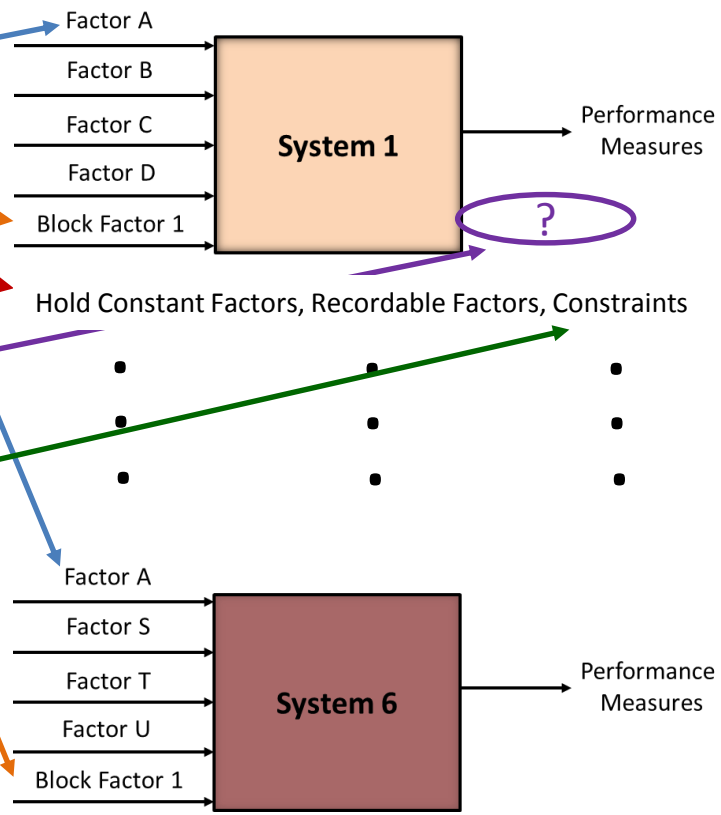 Factor A
Factor B
Factor C
Factor D
Block Factor 1
System 1
Performance
Measures
?
Hold Constant Factors, Recordable Factors, Constraints
Factor A
Factor S
Factor T
Factor U
Block Factor 1
System 6
Performance
Measures